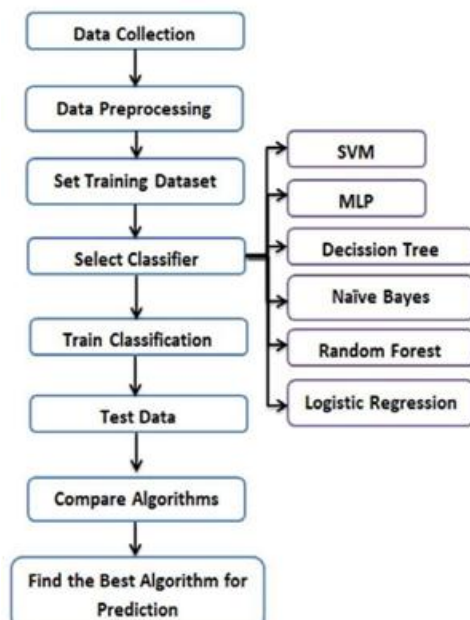 Data Collection
Data Preprocessing
Set Training Dataset
Select Classifier
Train Classification
Test Data
Compare Algorithms
Find the Best Algorithm for
Prediction
SVM
MLP
Decission Tree
Naïve Bayes
Random Forest
Logistic Regression